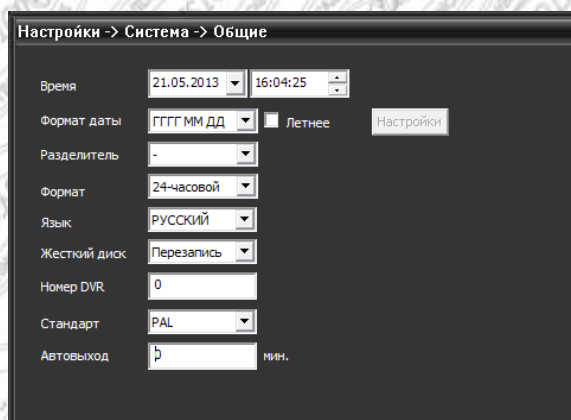 Настройки -> Система -> Общие
Время 21.05.2013 16:04:25
Формат даты ГГГГ ММ ДД Летнее Настройки
Разделитель -
Формат 24-часовой
Язык РУССКИЙ
Жесткий диск Перезапись
Номер DVR 0
Стандарт PAL
Автовыход мин.